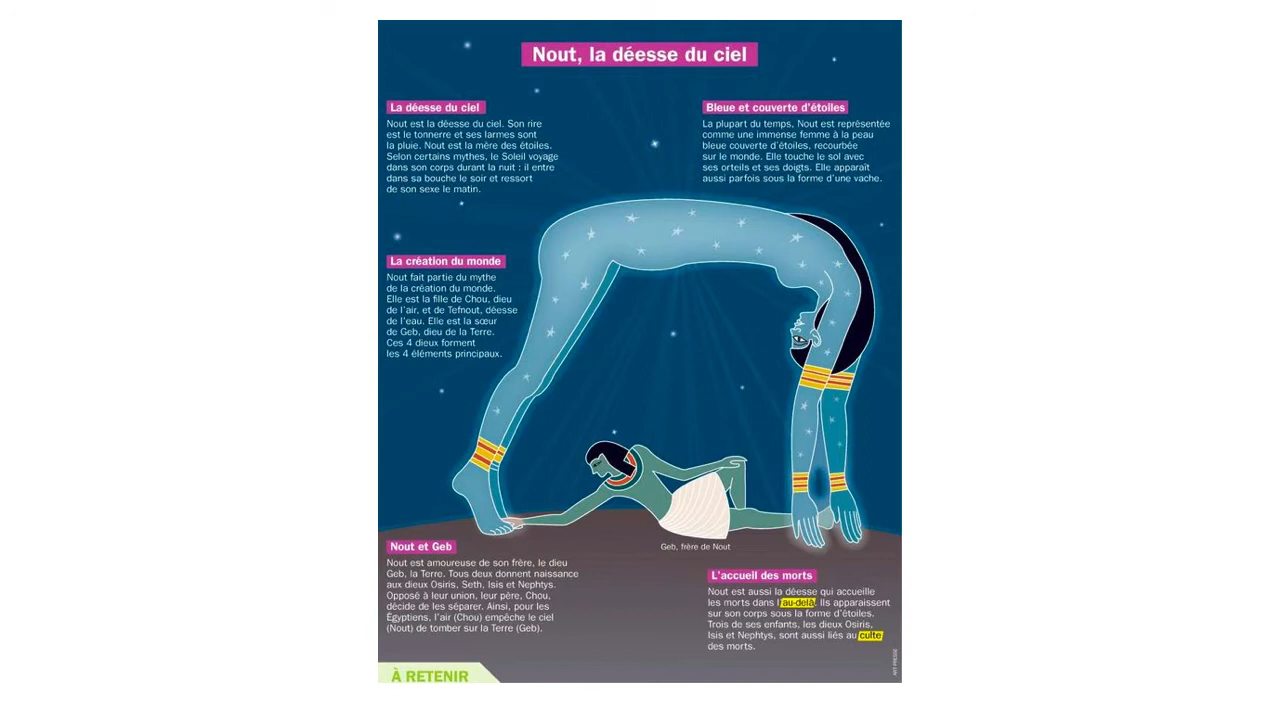 Nout, la déesse du ciel
La déesse du ciel
Nout est la déesse du ciel. Son rire
est le tonnerre et ses larmes sont
la pluie. Nout est la mère des étoiles.
Selon certains mythes, le Soleil voyage
dans son corps durant la nuit : il entre
dans sa bouche le soir et ressort
de son sexe le matin.
Bleue et couverte d'étoiles
La plupart du temps, Nout est représentée
comme une immense femme à la peau
bleue couverte d'étoiles, recourbée
sur le monde. Elle touche le sol avec
ses orteils et ses doigts. Elle apparaît
aussi parfois sous la forme d'une vache.
La création du monde
Nout fait partie du mythe
de la création du monde.
Elle est la fille de Chou, dieu
de l'air, et de Tefnout, déesse
de l'eau. Elle est la sœur
de Geb, dieu de la Terre.
Ces 4 dieux forment
les 4 éléments principaux.
Geb, frère de Nout
Nout et Geb
Nout est amoureuse de son frère, le dieu
Geb, la Terre. Tous deux donnent naissance
aux dieux Osiris, Seth, Isis et Nephtys.
Opposé à leur union, leur père, Chou,
décide de les séparer. Ainsi, pour les
Égyptiens, l'air (Chou) empêche le ciel
(Nout) de tomber sur la Terre (Geb).
L'accueil des morts
Nout est aussi la déesse qui accueille
les morts dans l'au-delà. Ils apparaissent
sur son corps sous la forme d'étoiles.
Trois de ses enfants, les dieux Osiris,
Isis et Nephtys, sont aussi liés au culte
des morts.
ART PRESSE
À RETENIR